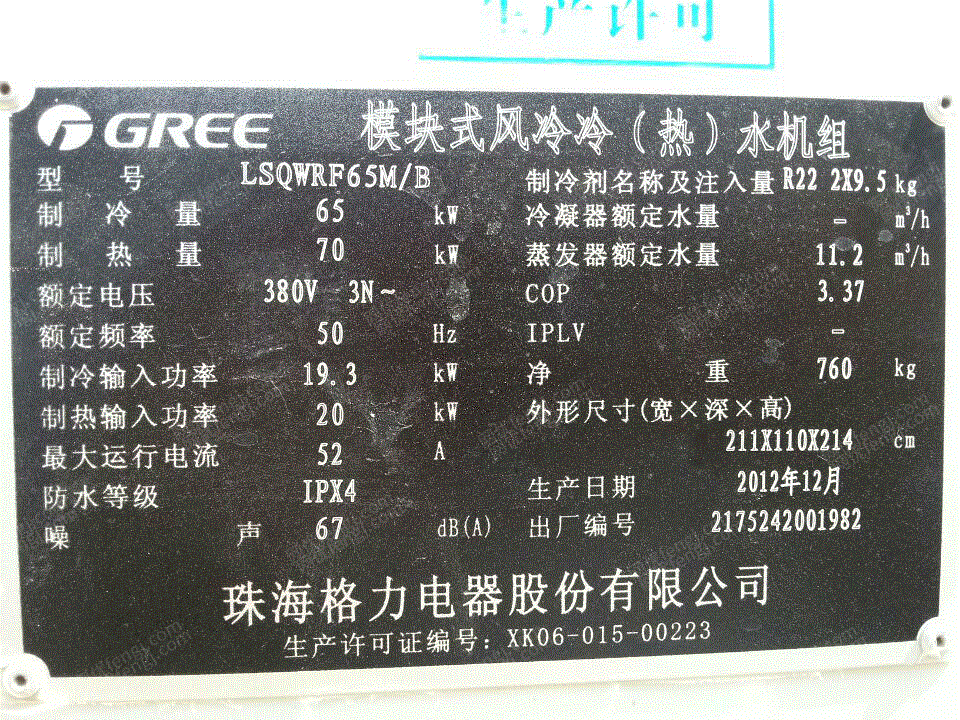 生产许可
GREE 模块式风冷冷(热)水机组
型号 LSQWRF65M/B
制冷量 65 kW
制热量 70 kW
额定电压 380V 3N~
额定频率 50 Hz
制冷输入功率 19.3 kW
制热输入功率 20 kW
最大运行电流 52 A
防水等级 IPX4
噪声 67 dB(A)
制冷剂名称及注入量 R22 2X9.5 kg
冷凝器额定水量 - m³/h
蒸发器额定水量 11.2 m³/h
COP 3.37
IPLV -
净重 760 kg
外形尺寸(宽×深×高)
211X110X214 cm
生产日期 2012年12月
出厂编号 2175242001982
珠海格力电器股份有限公司
生产许可证编号: XK06-015-00223